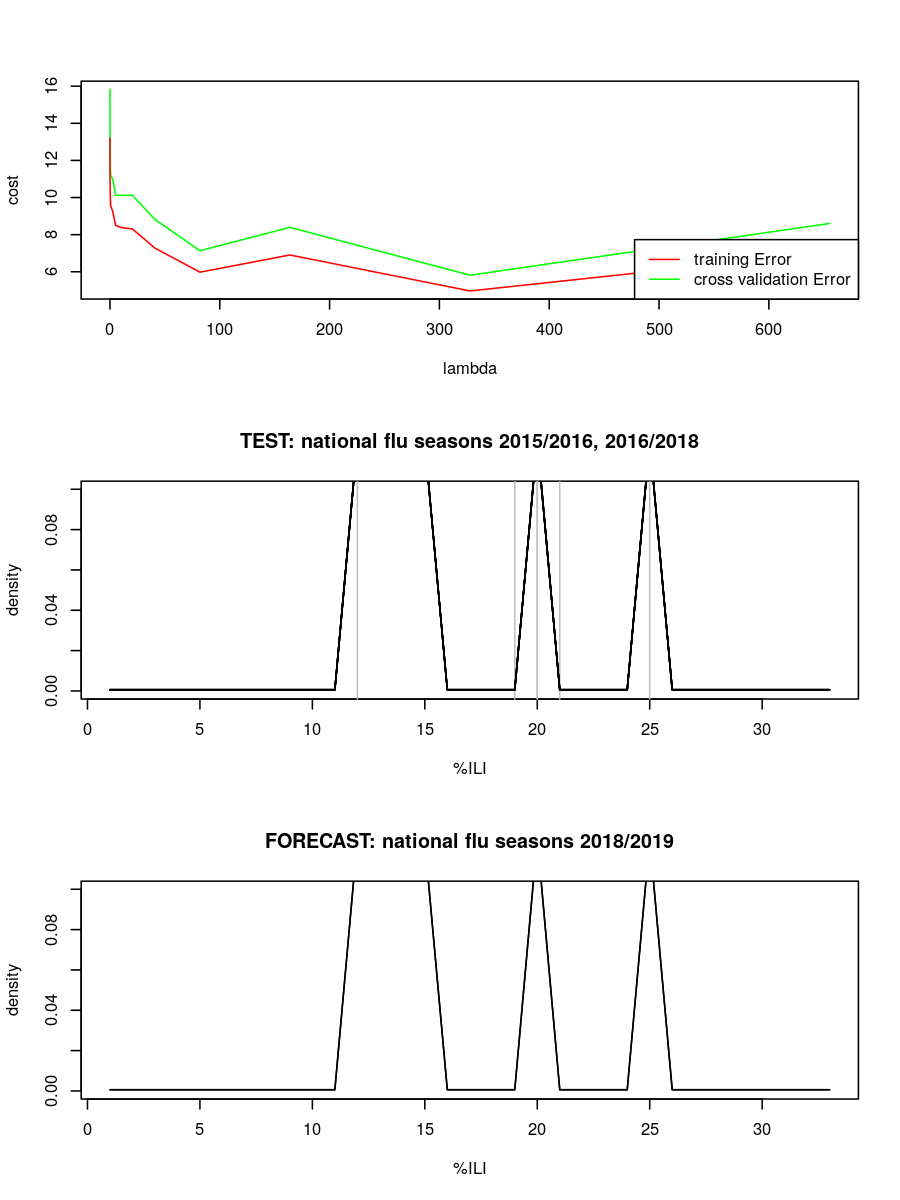 16
14
12
10
8
6
cost
training Error
cross validation Error
0 100 200 300 400 500 600
lambda
TEST: national flu seasons 2015/2016, 2016/2018
0.08
0.04
0.00
density
0 5 10 15 20 25 30
%ILI
FORECAST: national flu seasons 2018/2019
0.08
0.04
0.00
density
0 5 10 15 20 25 30
%ILI